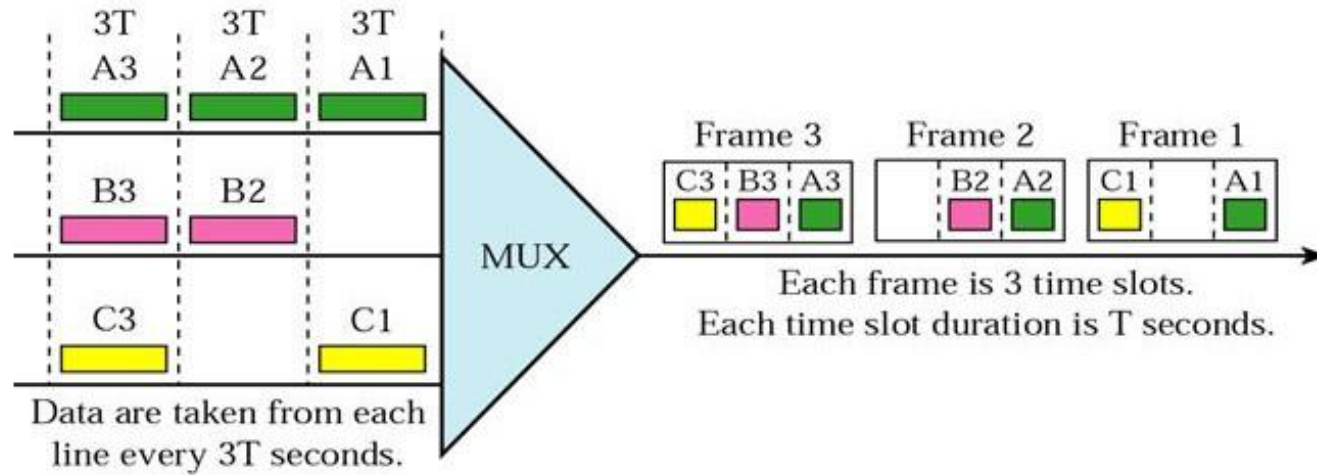 3T 3T 3T
A3 A2 A1
B3 B2
C3 C1
Data are taken from each
line every 3T seconds.
MUX
Frame 3 Frame 2 Frame 1
C3 B3 A3 B2 A2 C1 A1
Each frame is 3 time slots.
Each time slot duration is T seconds.